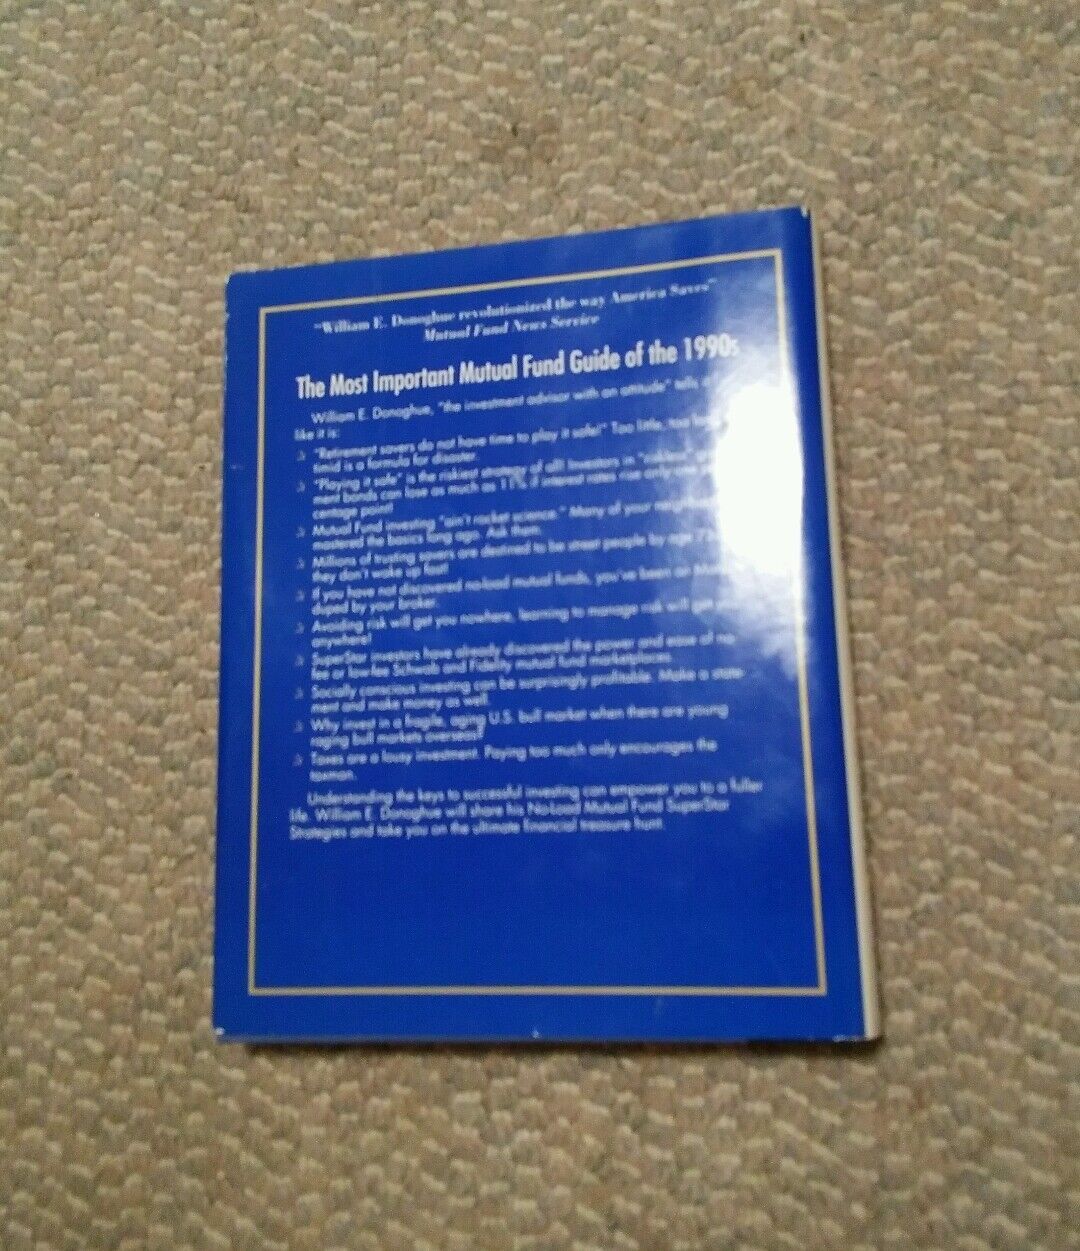 "William E. Donoghue revolutionized the way America Saves"
Mutual Fund News Service
The Most Important Mutual Fund Guide of the 1990s
William E. Donoghue, "the investment advisor with an attitude" tells
like it is:
"Retirement savers do not have time to play it safe!" Too little, too
timid is a formula for disaster.
"Playing it safe" is the riskiest strategy of all! Investors in
ment bonds can lose as much as 11% if interest rates rise only one
centage point!
Mutual Fund investing "ain't rocket science." Many of your
mastered the basics long ago. Ask them.
Millions of trusting savers are destined to be street people by age
they don't wake up fast!
If you have not discovered no-load mutual funds, you've been
duped by your broker.
Avoiding risk will get you nowhere, learning to manage risk will get
anywhere!
SuperStar investors have already discovered the power and ease of no-
fee or low-fee Schwab and Fidelity mutual fund marketplaces.
Socially conscious investing can be surprisingly profitable. Make a state-
ment and make money as well.
Why invest in a fragile, aging U.S. bull market when there are young
raging bull markets overseas?
Taxes are a lousy investment. Paying too much only encourages the
taxman.
Understanding the keys to successful investing can empower you to a fuller
life. William E. Donoghue will share his No-Load Mutual Fund SuperStar
Strategies and take you on the ultimate financial treasure hunt.